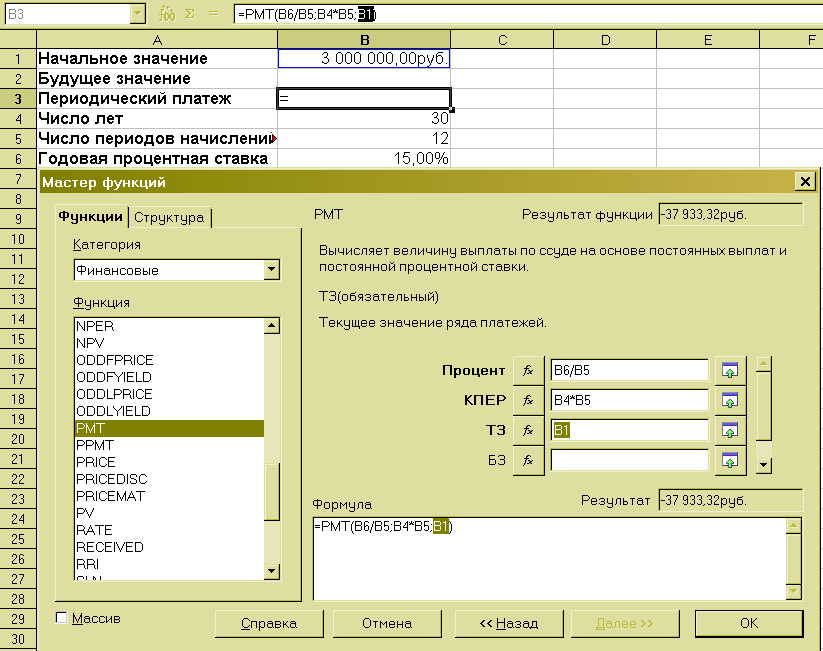 B3 Σ = =PMT(B6/B5;B4*B5;B1)
A B C D E F
1 Начальное значение 3 000 000,00руб.
2 Будущее значение
3 Периодический платеж =
4 Число лет 30
5 Число периодов начислени 12
6 Годовая процентная ставка 15,00%
7 Мастер функций
8
9 Функции Структура PMT Результат функции -37 933,32руб.
10 Категория
11 Финансовые Вычисляет величину выплаты по ссуде на основе постоянных выплат и
12 постоянной процентной ставки.
13 Функция ТЗ(обязательный)
14 NPER Текущее значение ряда платежей.
15 NPV
16 ODDFPRICE
17 ODDFYIELD Процент fx B6/B5
18 ODDLPRICE КПЕР fx B4*B5
19 ODDLYIELD
20 PMT ТЗ fx B1
21 PPMT
PRICE БЗ fx
22 PRICEDISC
23 PRICEMAT Формула Результат -37 933,32руб.
24 PV
25 RATE =PMT(B6/B5;B4*B5;B1)
26 RECEIVED
27 RRI
28
29 Массив Справка Отмена << Назад Далее >> OK
30